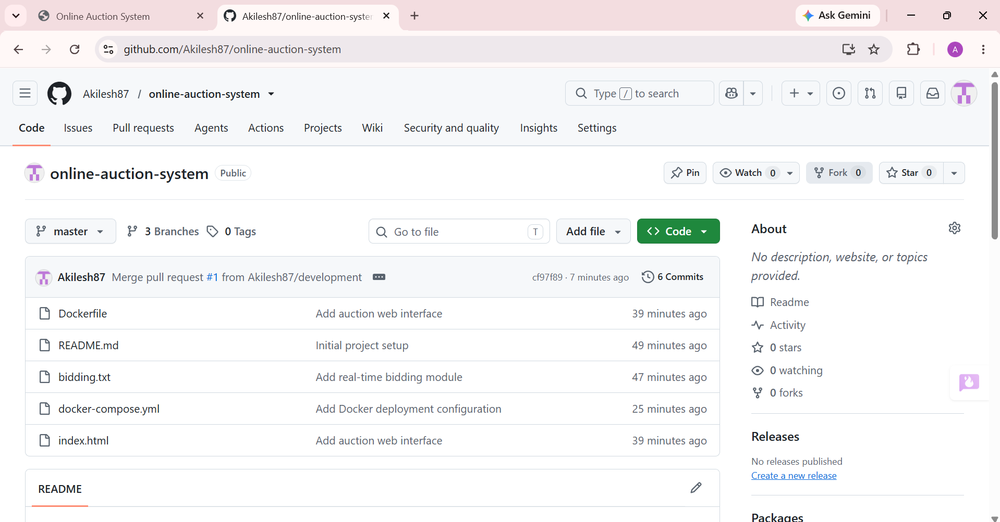 Online Auction System
Akilesh87/online-auction-syster
Ask Gemini
github.com/Akilesh87/online-auction-system
A
Akilesh87 / online-auction-system
Type / to search
Code Issues Pull requests Agents Actions Projects Wiki Security and quality Insights Settings
online-auction-system Public
Pin Watch 0 Fork 0 Star 0
master 3 Branches 0 Tags Go to file T Add file Code
Akilesh87 Merge pull request #1 from Akilesh87/development cf97f89 · 7 minutes ago 6 Commits
Dockerfile Add auction web interface 39 minutes ago
README.md Initial project setup 49 minutes ago
bidding.txt Add real-time bidding module 47 minutes ago
docker-compose.yml Add Docker deployment configuration 25 minutes ago
index.html Add auction web interface 39 minutes ago
README
About
No description, website, or topics
provided.
Readme
Activity
0 stars
0 watching
0 forks
Releases
No releases published
Create a new release
Packages